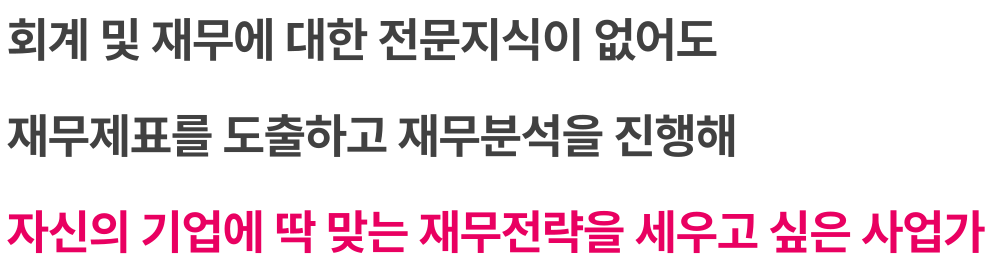 회계 및 재무에 대한 전문지식이 없어도
재무제표를 도출하고 재무분석을 진행해
자신의 기업에 딱 맞는 재무전략을 세우고 싶은 사업가